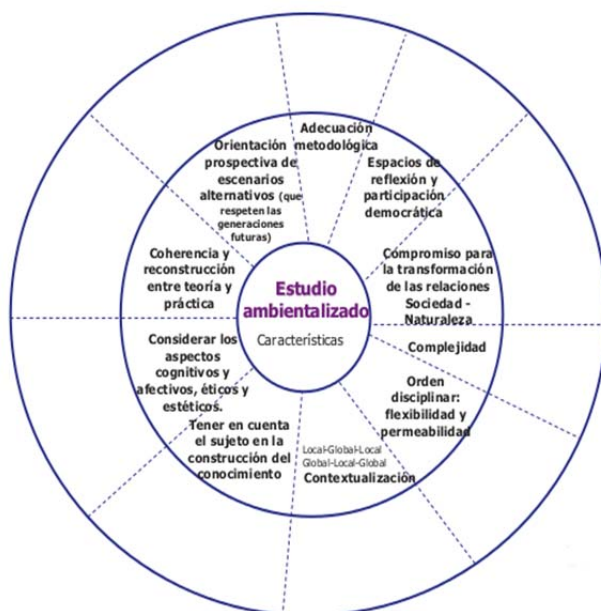 Estudio
ambientalizado
Características
Adecuación
metodológica
Espacios de
reflexión y
participación
democrática
Compromiso para
la transformación
de las relaciones
Sociedad -
Naturaleza
Complejidad
Orden
disciplinar:
flexibilidad y
permeabilidad
Local-Global-Local
Global-Local-Global
Contextualización
Tener en cuenta
el sujeto en la
construcción del
conocimiento
Considerar los
aspectos
cognitivos y
afectivos, éticos y
estéticos.
Coherencia y
reconstrucción
entre teoría y
práctica
Orientación
prospectiva de
escenarios
alternativos (que
respeten las
generaciones
futuras)